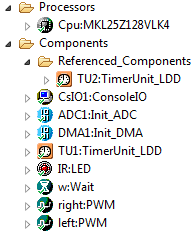 Processors
Cpu:MKL25Z128VLK4
Components
Referenced_Components
TU2:TimerUnit_LDD
CsIO1:ConsoleIO
ADC1:Init_ADC
DMA1:Init_DMA
TU1:TimerUnit_LDD
IR:LED
w:Wait
right:PWM
left:PWM